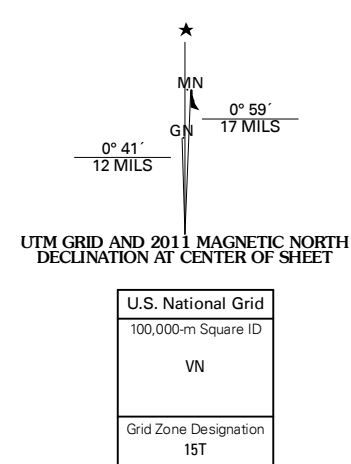 ★
MN
0° 59´
17 MILS
GN
0° 41´
12 MILS
UTM GRID AND 2011 MAGNETIC NORTH
DECLINATION AT CENTER OF SHEET
U.S. National Grid
100,000-m Square ID
VN
Grid Zone Designation
15T